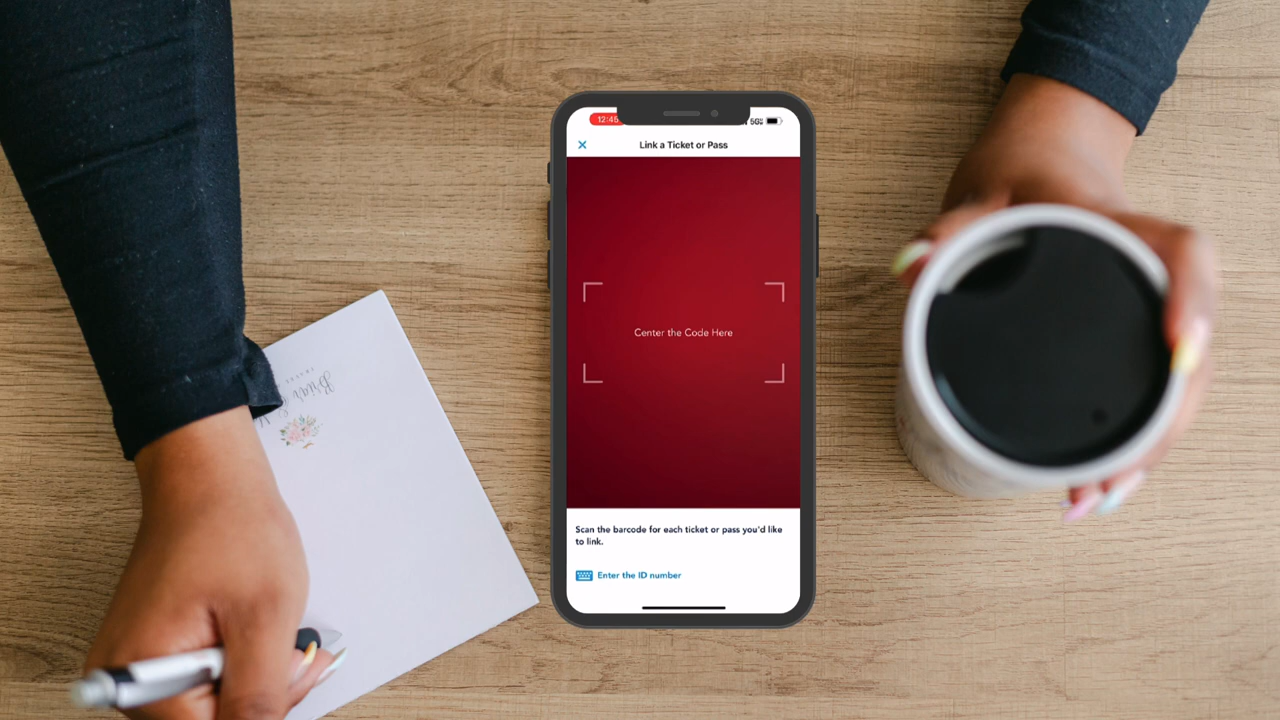 12:45
5G
Link a Ticket or Pass
Center the Code Here
Scan the barcode for each ticket or pass you'd like
to link.
Enter the ID number